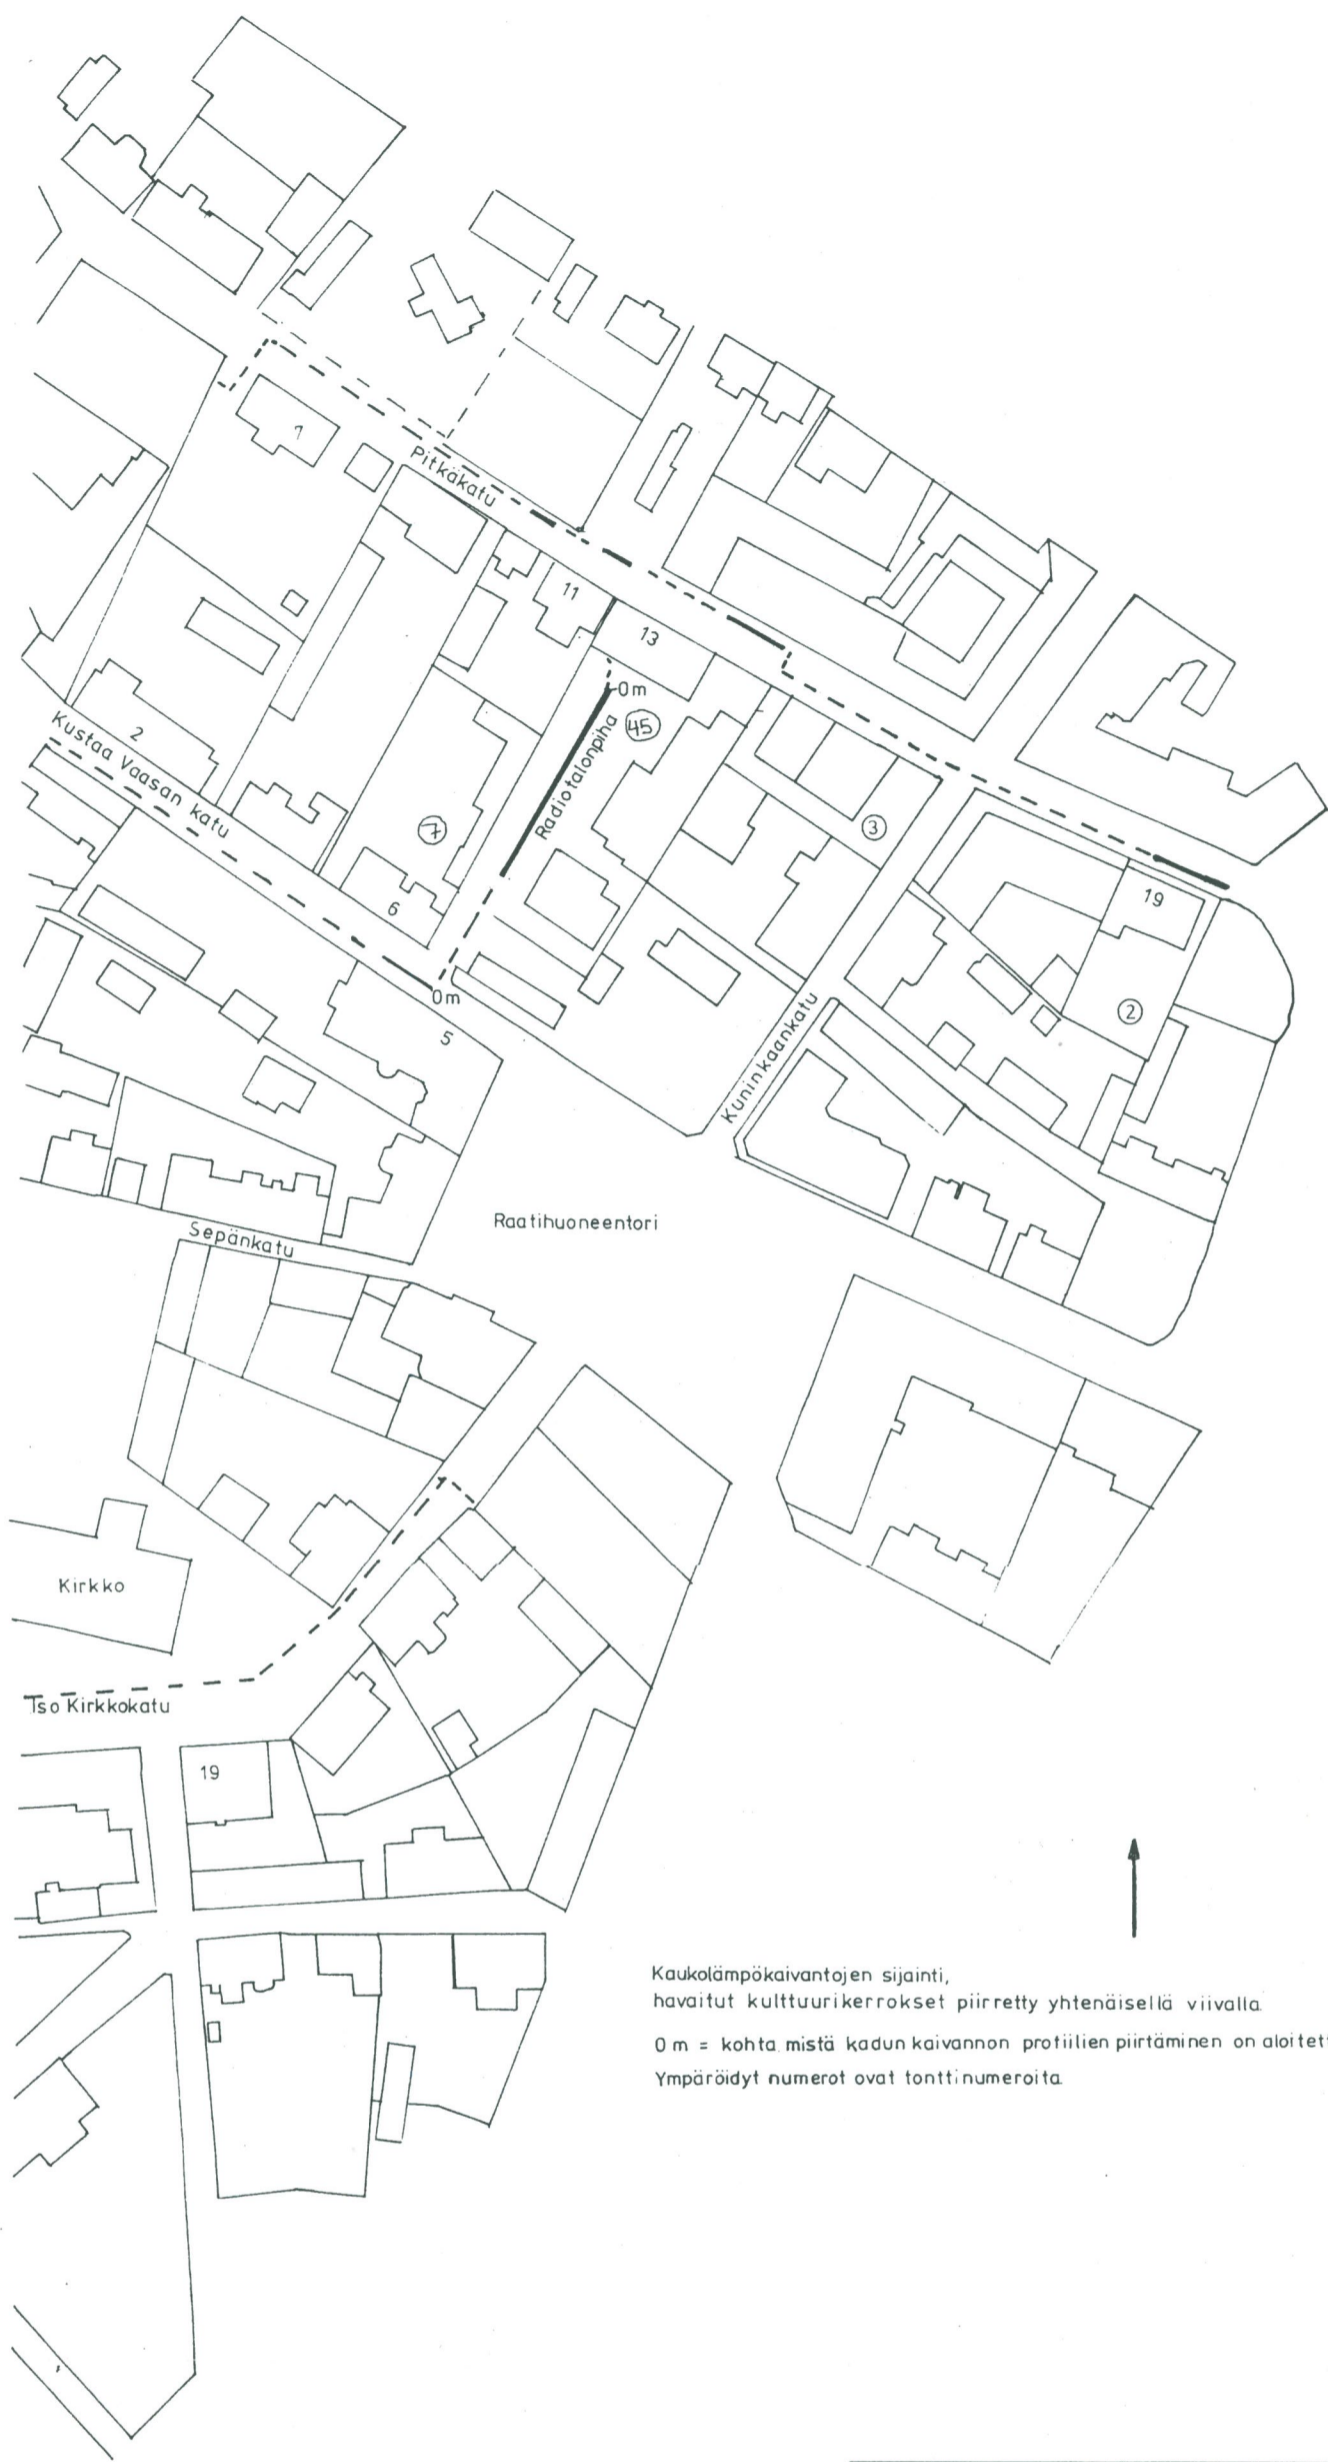 7
Pitkäkatu
11
13
0m
45
Radiotalonpiha
2
Kustaa Vaasan katu
7
3
6
19
0m
2
5
Kuninkaankatu
Raatihuoneentori
Sepänkatu
Kirkko
Iso Kirkkokatu
19
Kaukolämpökaivantojen sijainti,
havaitut kulttuurikerrokset piirretty yhtenäisellä viivalla
0 m = kohta mistä kadun kaivannon profiilien piirtäminen on aloitet
Ympäröidyt numerot ovat tonttinumeroita